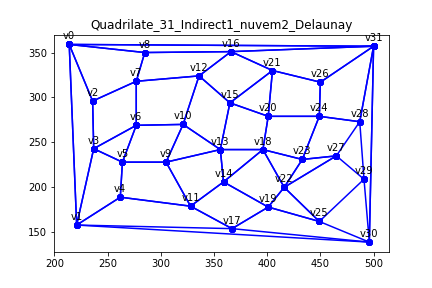 Quadrilate_31_Indirect1_nuvem2_Delaunay
v0 v31
v8 v16
350
v21
v12 v26
v7
300
v2 v15
v20 v24
v10 v28
v6
250
v3 v13 v18
v5 v9 v23 v27
v14 v29
200
v22
v4
v11 v19
v1 v17 v25
150
v30
200 250 300 350 400 450 500